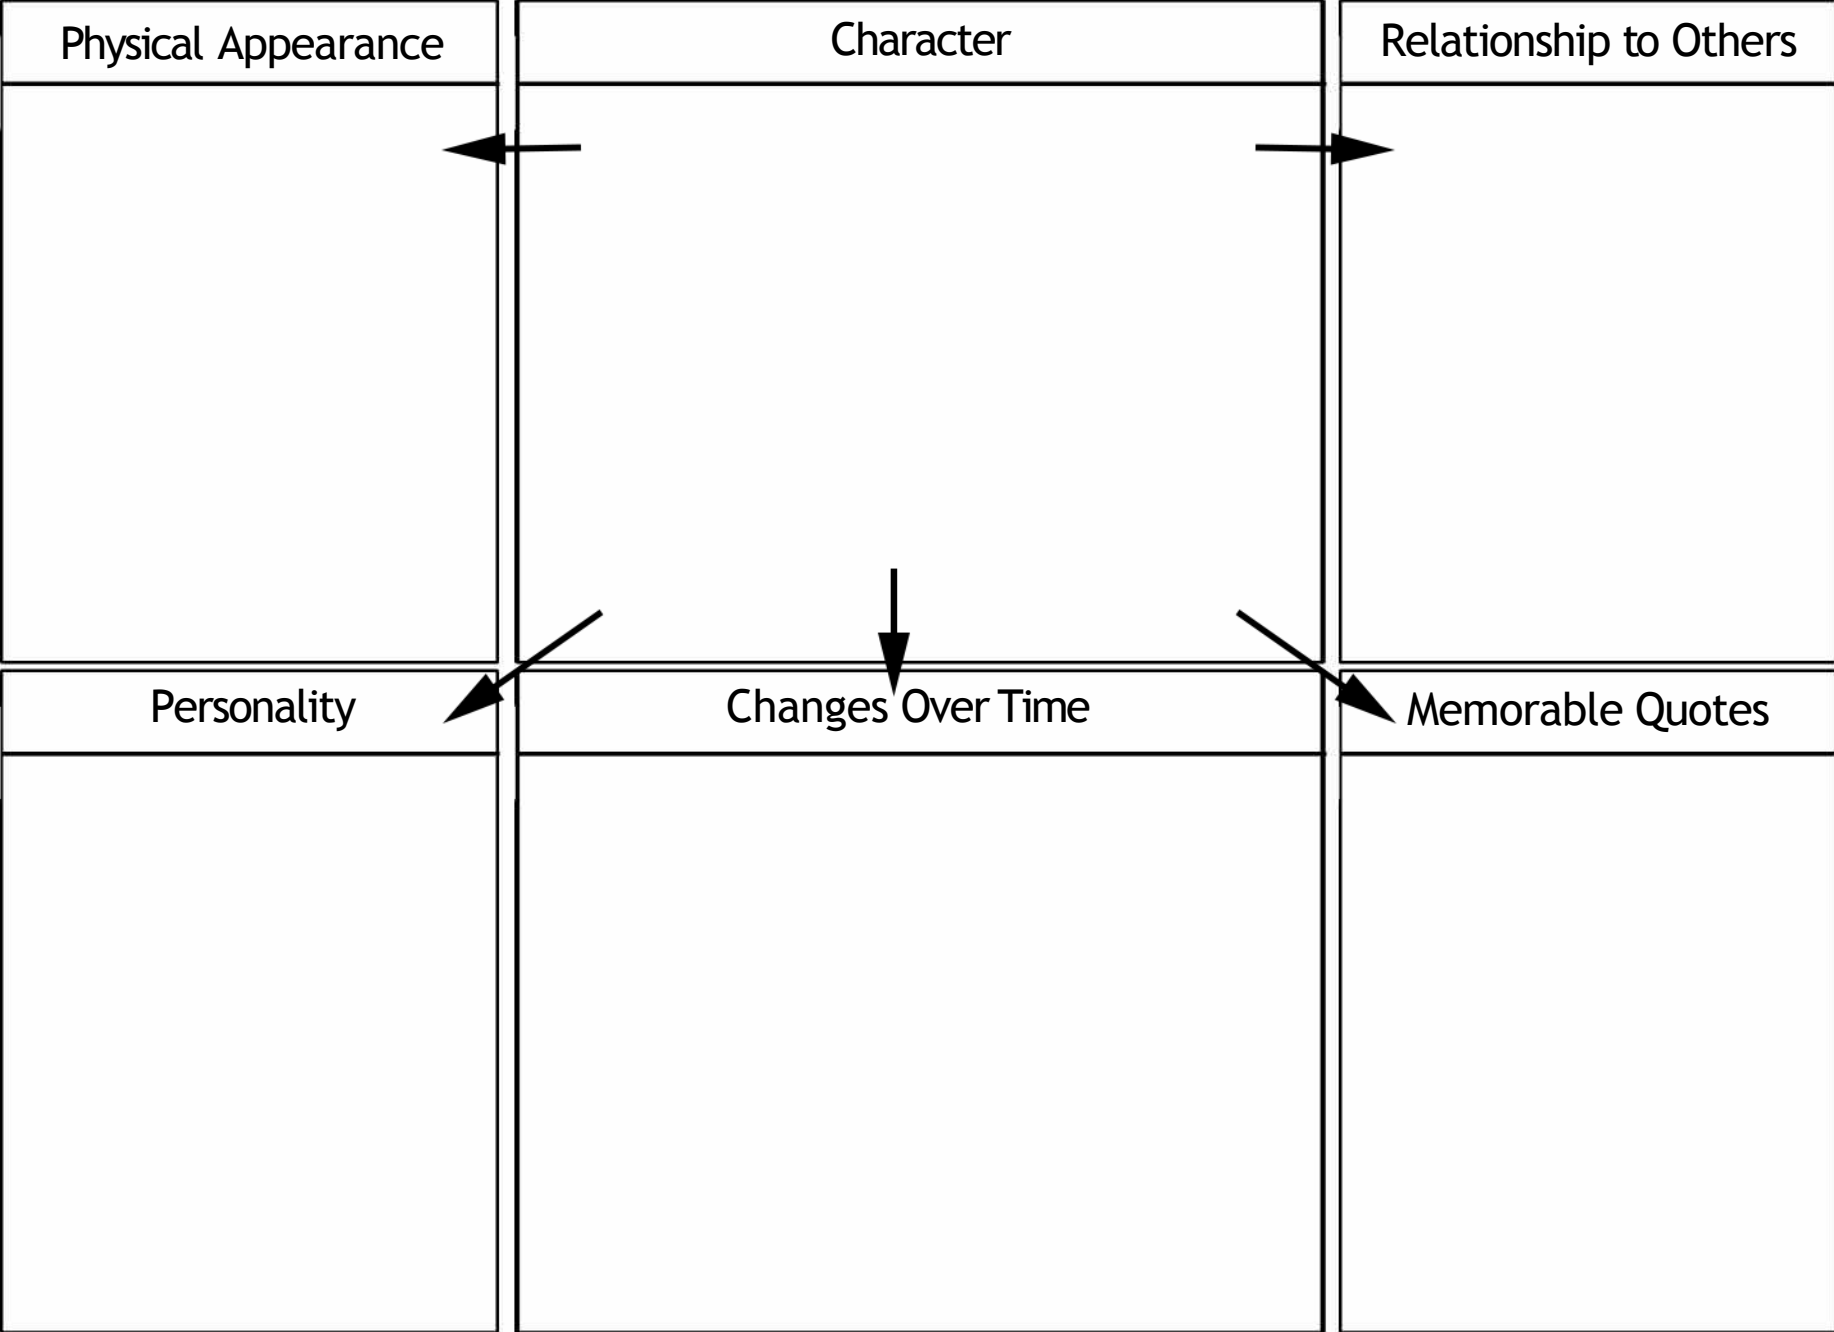 Physical Appearance
Character
Relationship to Others
Personality
Changes Over Time
Memorable Quotes